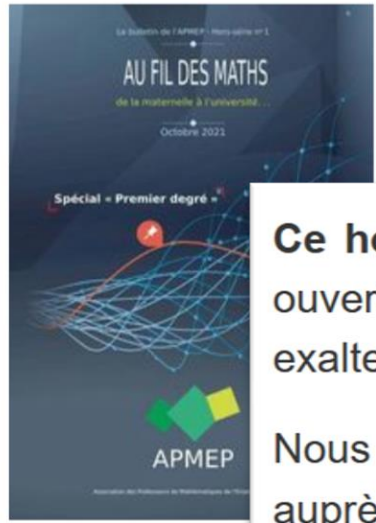 Le bulletin de l'APMEP - Hors-série n° 1
AU FIL DES MATHS
de la maternelle à l'université...
Octobre 2021
Spécial « Premier degré »
APMEP
Association des Professeurs de Mathématiques de l'
Ce h
ouver
exalte
Nous
auprè